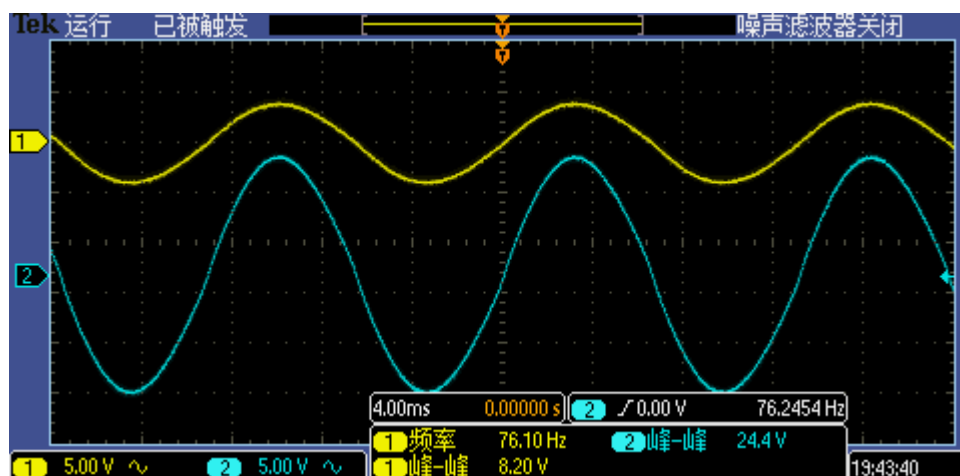 Tek 运行 已被触发 噪声滤波器关闭
T
T
1
2
4.00ms 0.00000 s 2 / 0.00 V 76.2454 Hz
1 频率 76.10 Hz 2 峰-峰 24.4 V
1 5.00 V 2 5.00 V 1 峰-峰 8.20 V 19:43:40